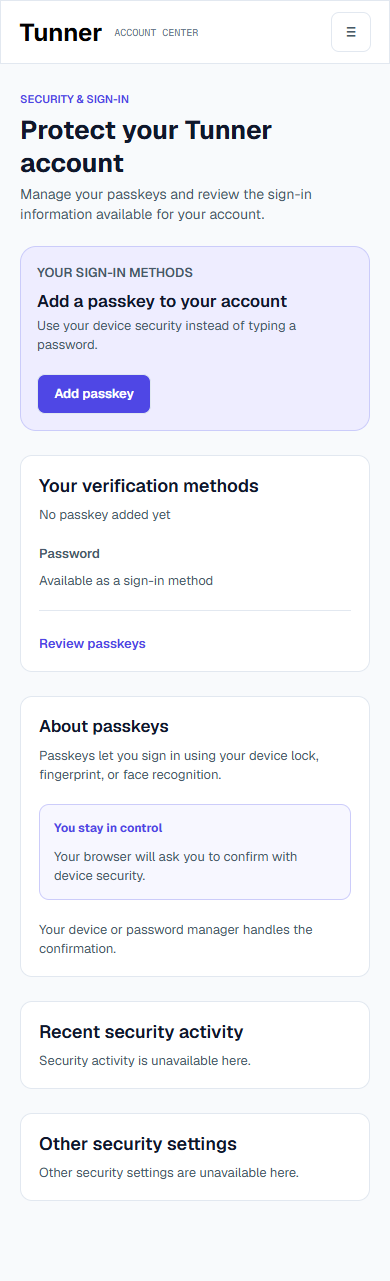 Tunner ACCOUNT CENTER
☰
SECURITY & SIGN-IN
Protect your Tunner
account
Manage your passkeys and review the sign-in
information available for your account.
YOUR SIGN-IN METHODS
Add a passkey to your account
Use your device security instead of typing a
password.
Add passkey
Your verification methods
No passkey added yet
Password
Available as a sign-in method
Review passkeys
About passkeys
Passkeys let you sign in using your device lock,
fingerprint, or face recognition.
You stay in control
Your browser will ask you to confirm with
device security.
Your device or password manager handles the
confirmation.
Recent security activity
Security activity is unavailable here.
Other security settings
Other security settings are unavailable here.